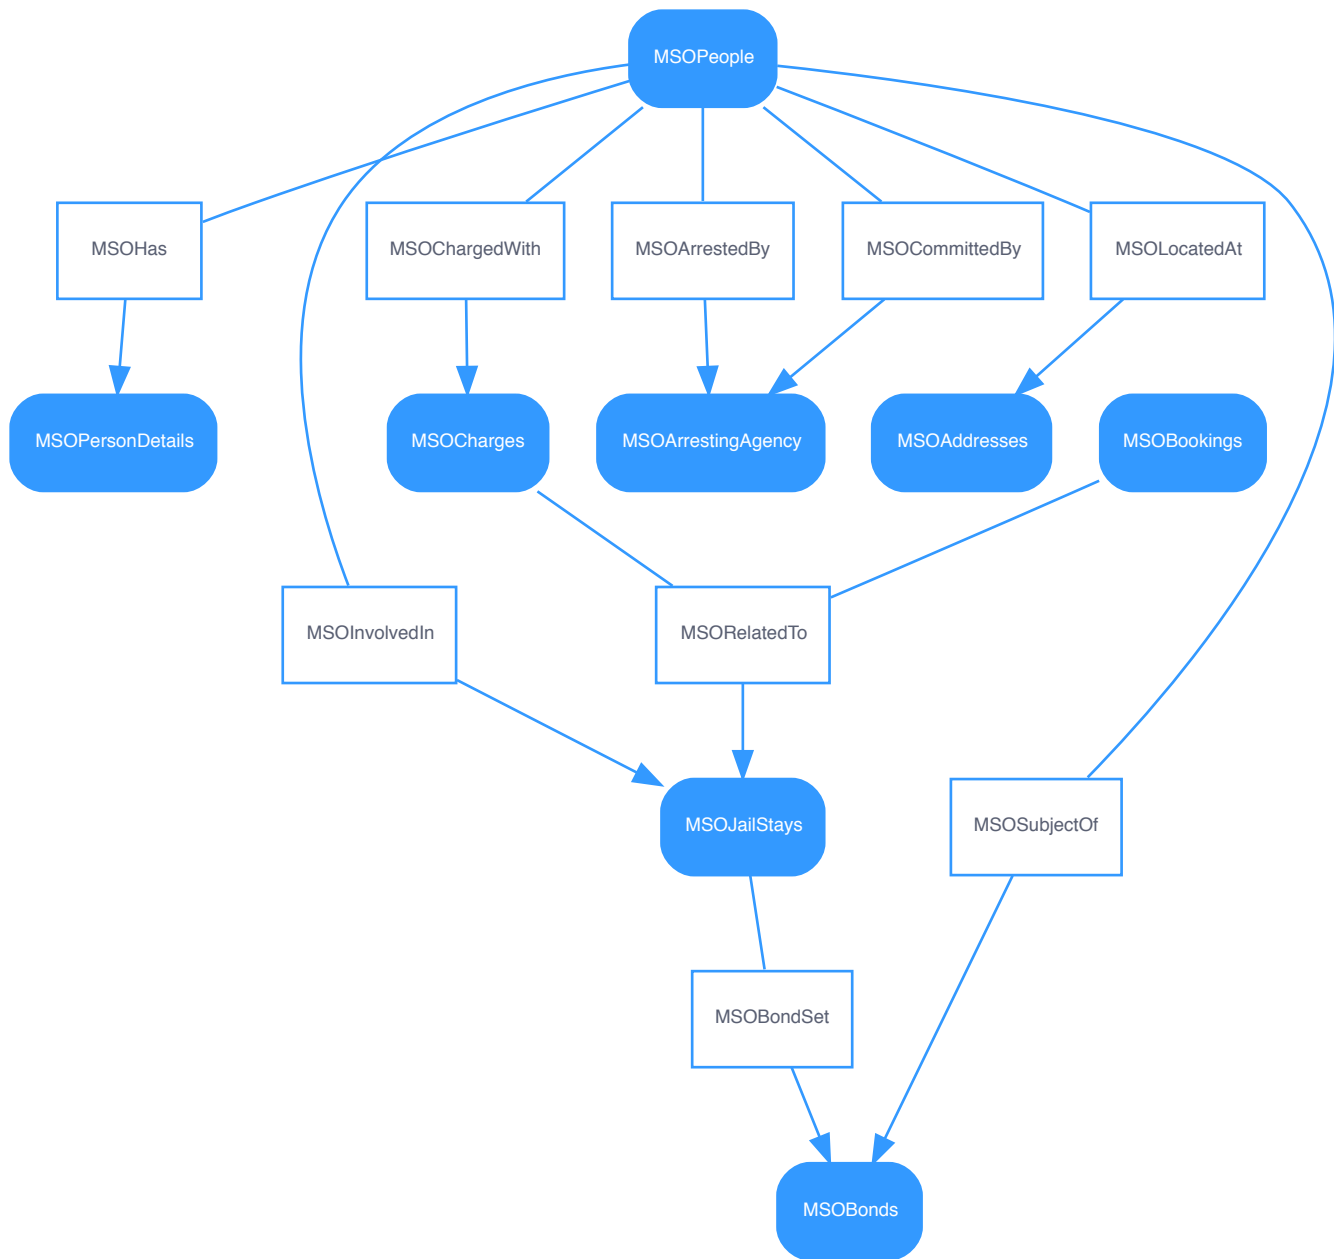 MSOPeople
MSOHas
MSOChargedWith
MSOArrestedBy
MSOCommittedBy
MSOLocatedAt
MSOPersonDetails
MSOCharges
MSOArrestingAgency
MSOAddresses
MSOBookings
MSOInvolvedIn
MSORelatedTo
MSOJailStays
MSOSubjectOf
MSOBondSet
MSOBonds